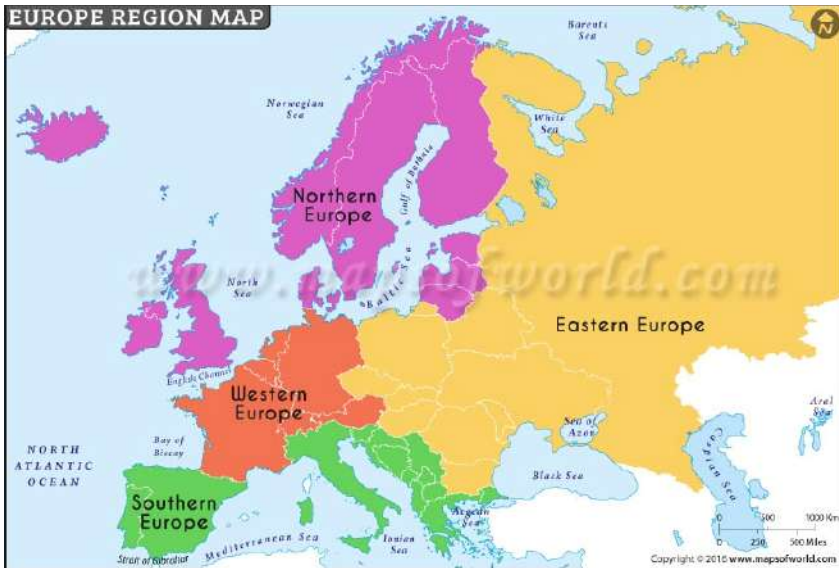 EUROPE REGION MAP
N
Barents
Sea
Norwegian
Sea
White
Sea
Gulf of Bothnia
Northern
Europe
www.mapsofworld.com
North
Sea
Baltic Sea
Eastern Europe
English Channel
Western
Europe
Aral
Sea
Sea of
Azov
Caspian Sea
Bay of
Biscay
NORTH
ATLANTIC
OCEAN
Black Sea
Southern
Europe
Aegean
Sea
Ionian
Sea
Mediterranean Sea
Strait of Gibraltar
0 500 1000 Km
0 250 500 Miles
Copyright © 2016 www.mapsofworld.com